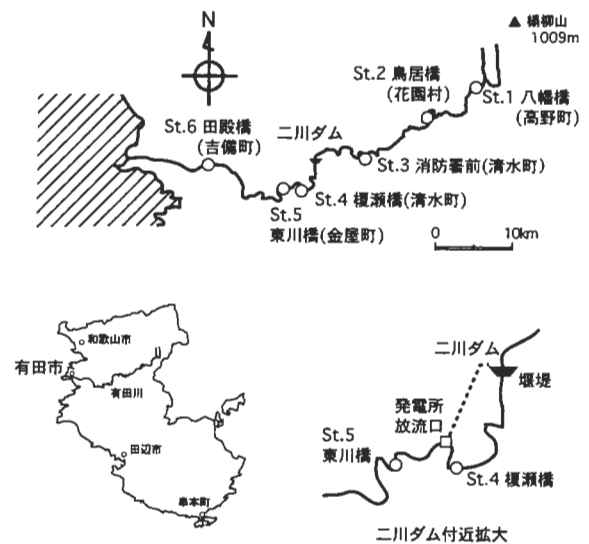 N
▲ 楊柳山
1009m
St.2 鳥居橋
(花園村)
St.1 八幡橋
(高野町)
St.6 田殿橋
(吉備町)
二川ダム
St.3 消防署前(清水町)
St.4 榎瀬橋(清水町)
St.5
東川橋(金屋町)
0 10km
和歌山市
有田市
有田川
田辺市
串本町
二川ダム
堰堤
発電所
放流口
St.5
東川橋
St.4 榎瀬橋
二川ダム付近拡大